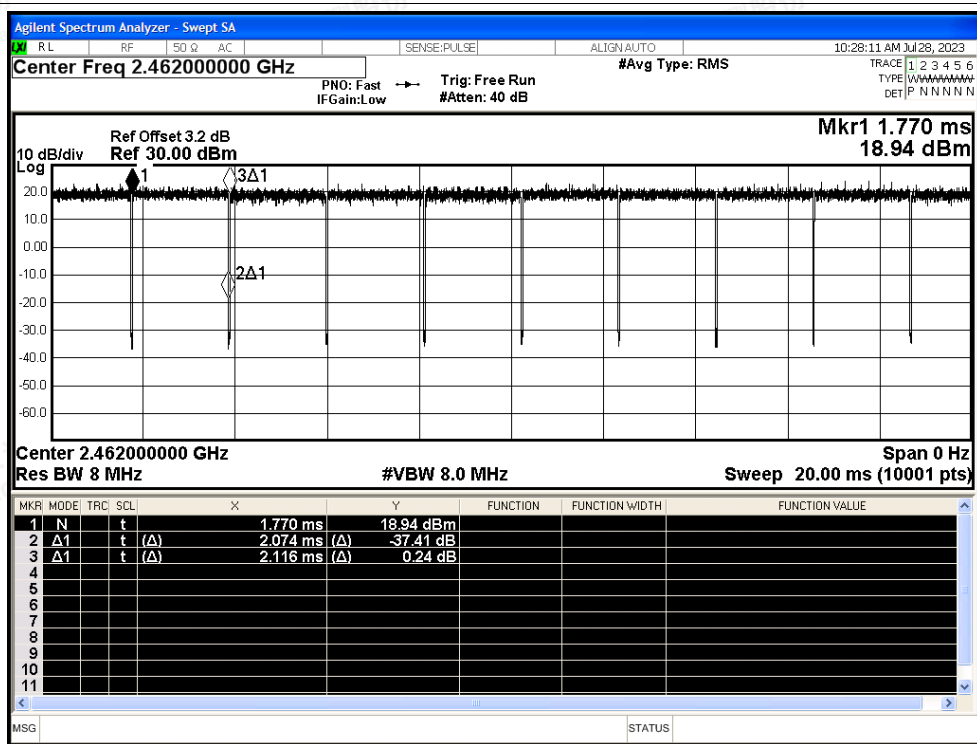 Agilent Spectrum Analyzer - Swept SA
LXI RL RF 50 Ω AC SENSE:PULSE ALIGN AUTO 10:28:11 AM Jul 28, 2023
Center Freq 2.462000000 GHz #Avg Type: RMS TRACE 1 2 3 4 5 6
PNO: Fast Trig: Free Run TYPE WWWWWW
IFGain:Low #Atten: 40 dB DET P N N N N N
Mkr1 1.770 ms
Ref Offset 3.2 dB
10 dB/div Ref 30.00 dBm 18.94 dBm
Log
1 3Δ1
20.0
10.0
0.00
-10.0 2Δ1
-20.0
-30.0
-40.0
-50.0
-60.0
Center 2.462000000 GHz Span 0 Hz
Res BW 8 MHz #VBW 8.0 MHz Sweep 20.00 ms (10001 pts)
MKR MODE TRC SCL X Y FUNCTION FUNCTION WIDTH FUNCTION VALUE
1 N t 1.770 ms 18.94 dBm
2 Δ1 t (Δ) 2.074 ms (Δ) -37.41 dB
3 Δ1 t (Δ) 2.116 ms (Δ) 0.24 dB
4
5
6
7
8
9
10
11
MSG STATUS